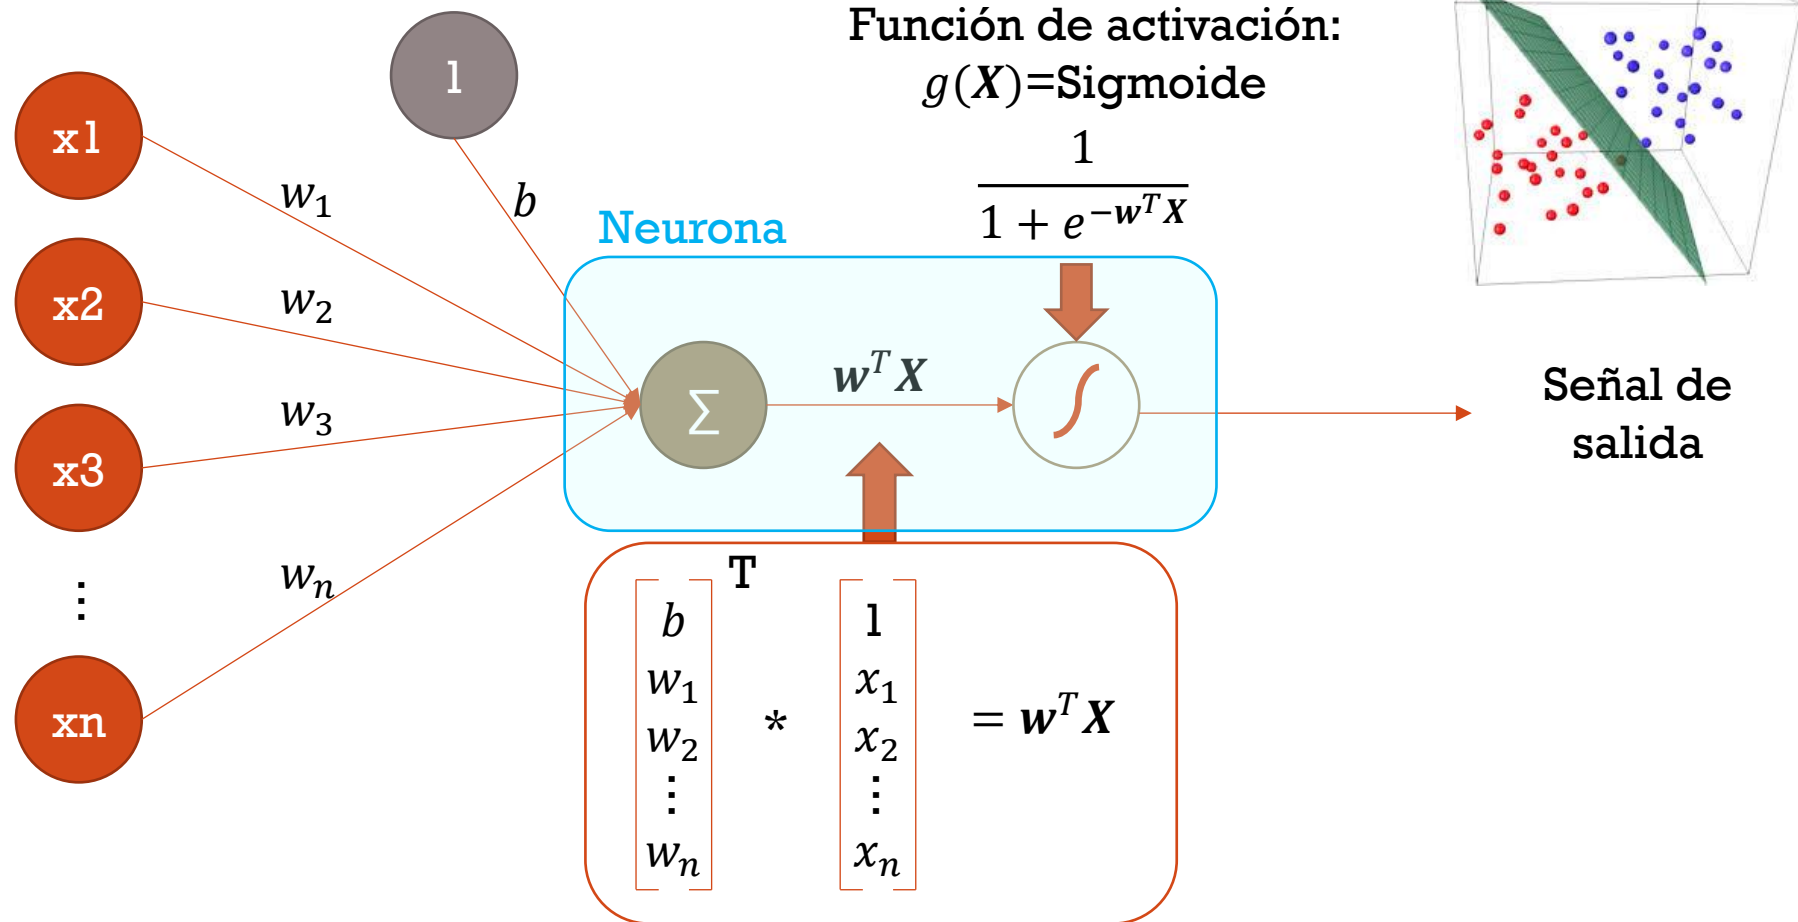 Función de activación:
g(X)=Sigmoide
1
1 + e^{-w^T X}
1
b
x1
x2
x3
⋮
xn
w₁
w₂
w₃
wₙ
Neurona
∑
w^T X
Señal de
salida
T
b
w₁
w₂
⋮
wₙ
*
1
x₁
x₂
⋮
xₙ
= w^T X